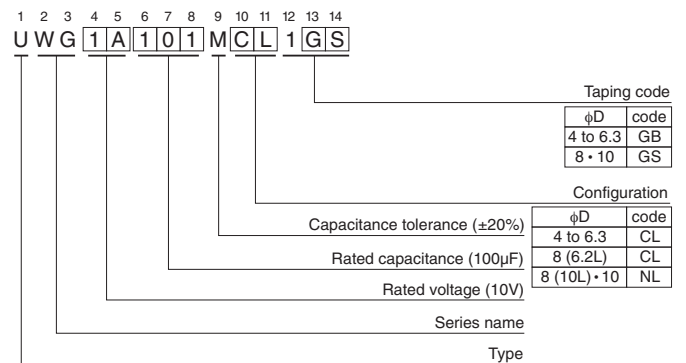 1 2 3 4 5 6 7 8 9 10 11 12 13 14
U W G 1 A 1 0 1 M C L 1 G S
Taping code
ϕD code
4 to 6.3 GB
8 • 10 GS
Configuration
ϕD code
4 to 6.3 CL
8 (6.2L) CL
8 (10L) • 10 NL
Capacitance tolerance (±20%)
Rated capacitance (100µF)
Rated voltage (10V)
Series name
Type